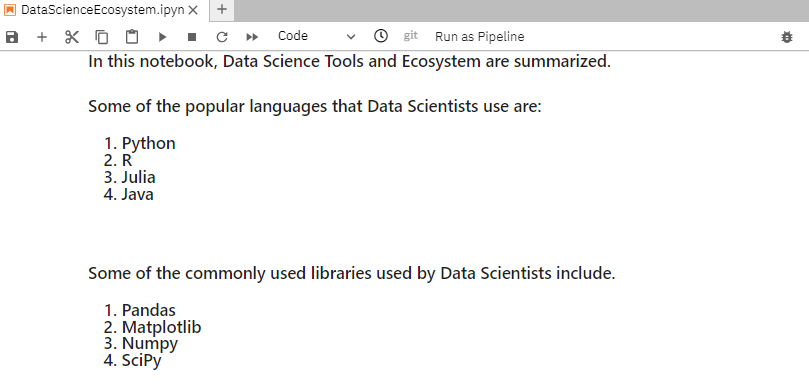 DataScienceEcosystem.ipyn
Code git Run as Pipeline
In this notebook, Data Science Tools and Ecosystem are summarized.
Some of the popular languages that Data Scientists use are:
1. Python
2. R
3. Julia
4. Java
Some of the commonly used libraries used by Data Scientists include.
1. Pandas
2. Matplotlib
3. Numpy
4. SciPy